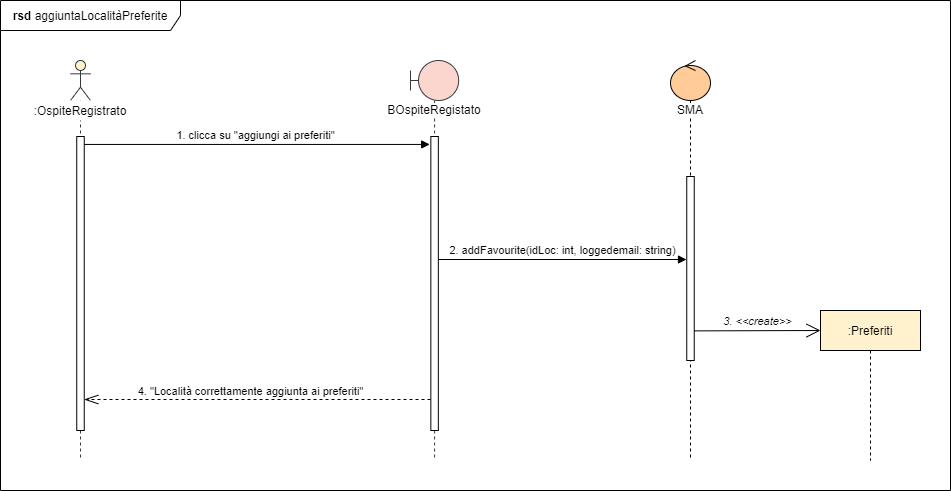 rsd aggiuntaLocalitàPreferite
:OspiteRegistrato
BOspiteRegistato
SMA
1. clicca su "aggiungi ai preferiti"
2. addFavourite(idLoc: int, loggedemail: string)
3. <<create>>
:Preferiti
4. "Località correttamente aggiunta ai preferiti"